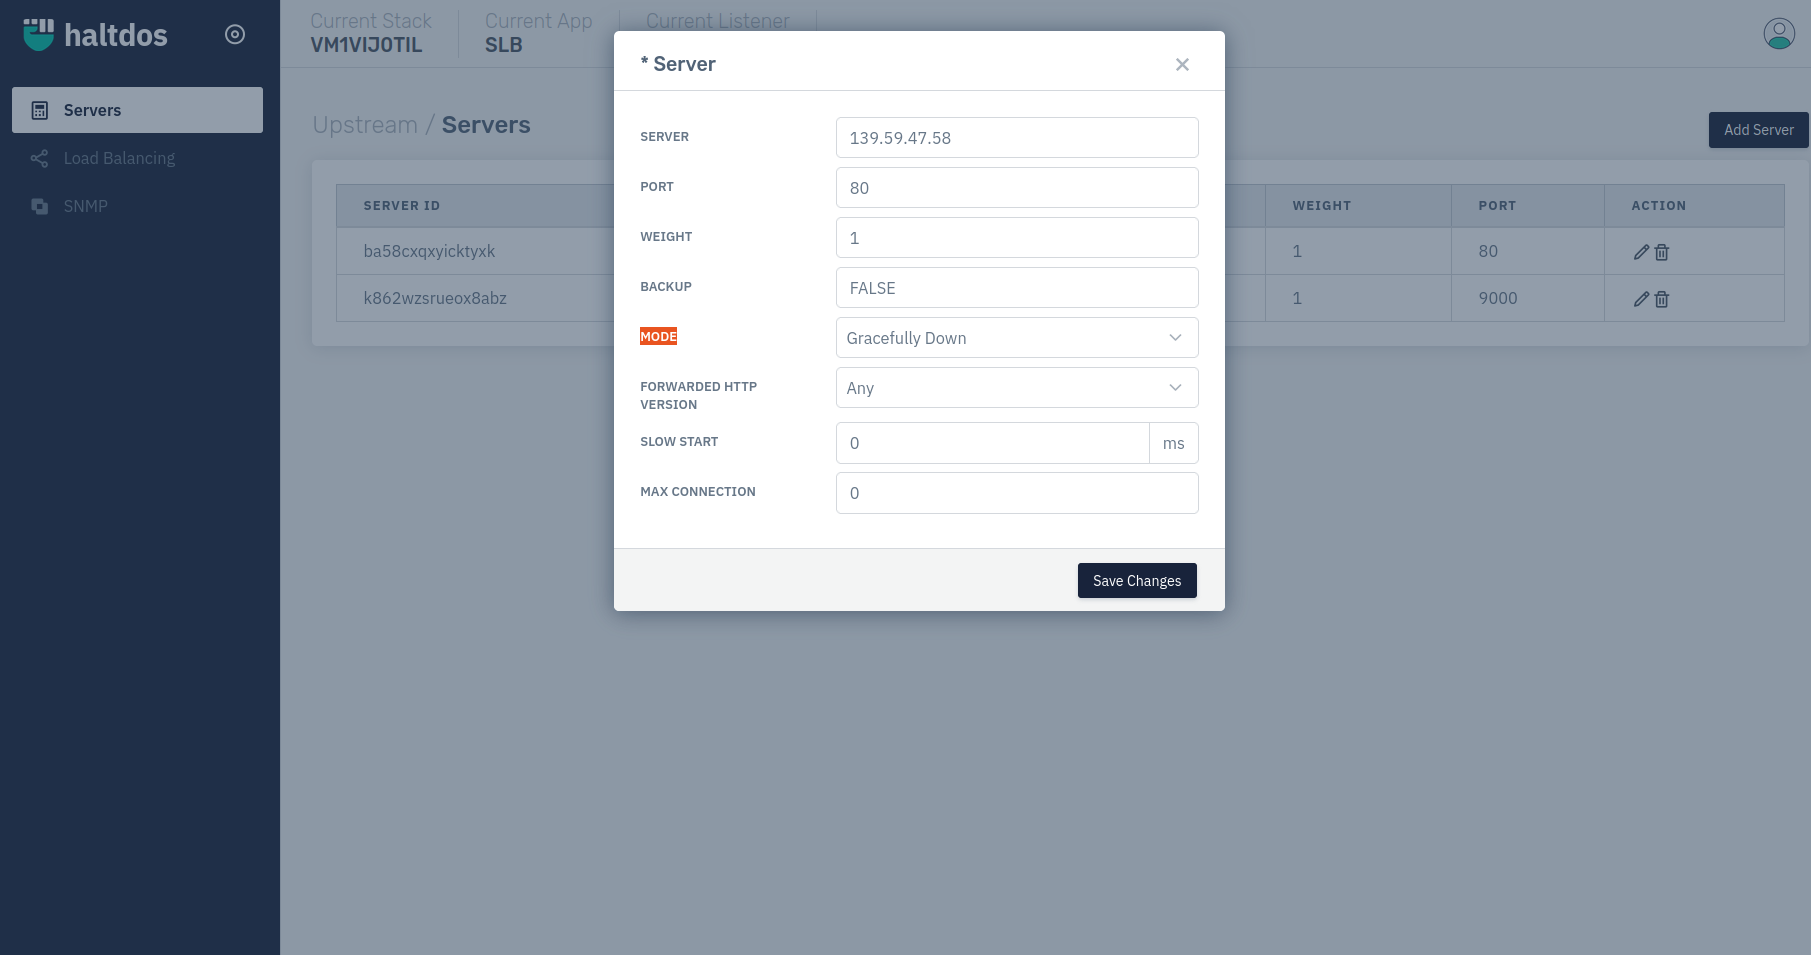 haltdos
Current Stack
VM1VIJ0TIL
Current App
SLB
Current Listener
Servers
Load Balancing
SNMP
Upstream / Servers
Add Server
SERVER ID
WEIGHT
PORT
ACTION
ba58cxqxyicktyxk
1
80
k862wzsrueox8abz
1
9000
* Server
SERVER
139.59.47.58
PORT
80
WEIGHT
1
BACKUP
FALSE
MODE
Gracefully Down
FORWARDED HTTP
VERSION
Any
SLOW START
0
ms
MAX CONNECTION
0
Save Changes